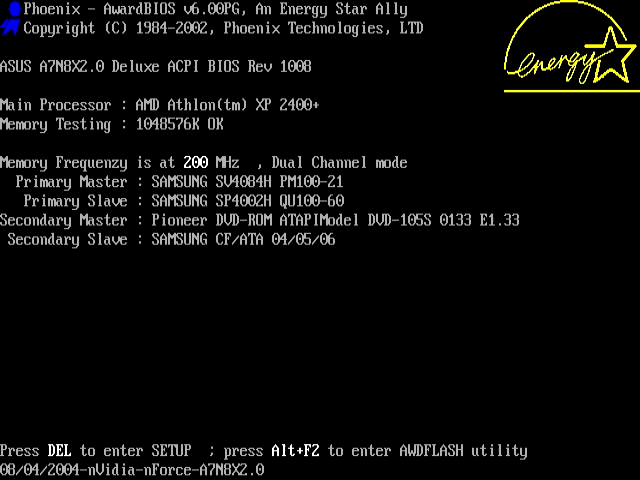 Phoenix - AwardBIOS v6.00PG, An Energy Star Ally
Copyright (C) 1984-2002, Phoenix Technologies, LTD
energy
ASUS A7N8X2.0 Deluxe ACPI BIOS Rev 1008
Main Processor : AMD Athlon(tm) XP 2400+
Memory Testing : 1048576K OK
Memory Frequenzy is at 200 MHz , Dual Channel mode
Primary Master : SAMSUNG SV4084H PM100-21
Primary Slave : SAMSUNG SP4002H QU100-60
Secondary Master : Pioneer DVD-ROM ATAPIModel DVD-105S 0133 E1.33
Secondary Slave : SAMSUNG CF/ATA 04/05/06
Press DEL to enter SETUP ; press Alt+F2 to enter AWDFLASH utility
08/04/2004-nVidia-nForce-A7N8X2.0